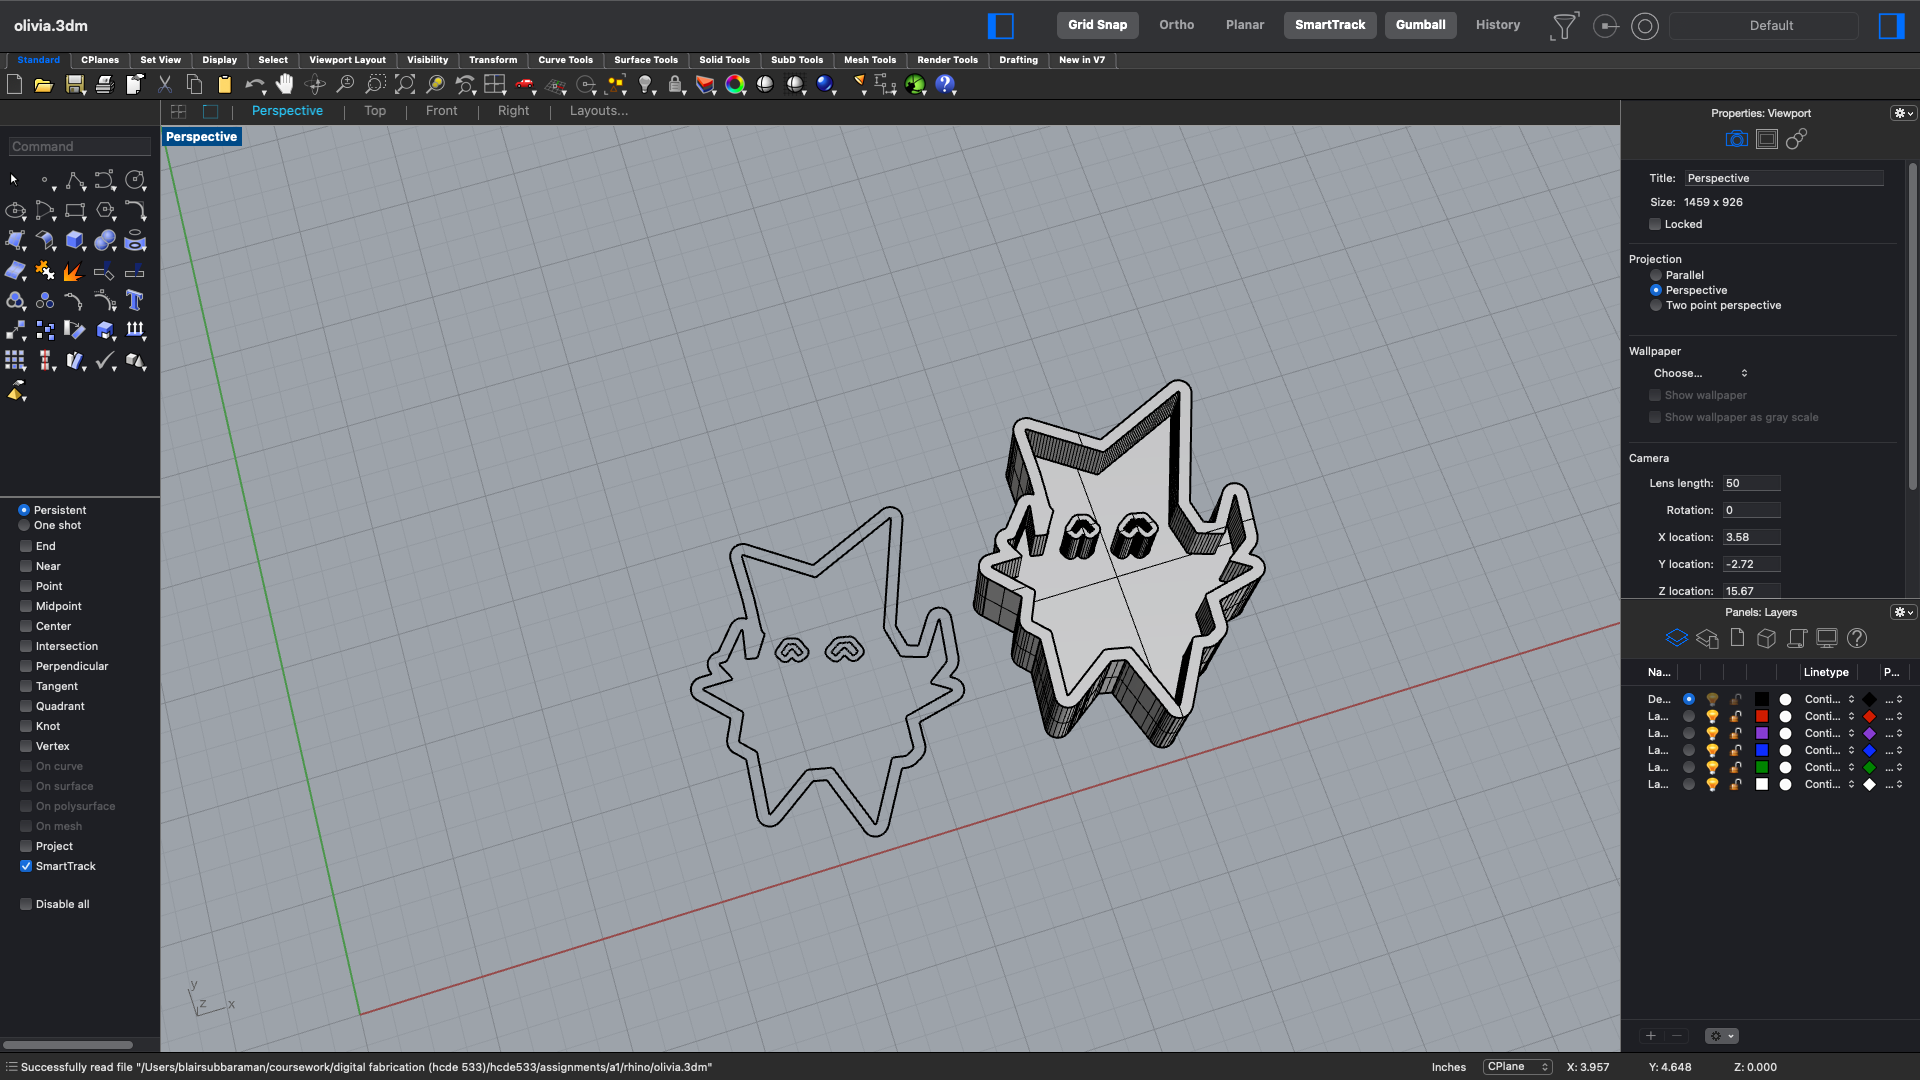 olivia.3dm
Grid Snap Ortho Planar SmartTrack Gumball History Default
Standard CPlanes Set View Display Select Viewport Layout Visibility Transform Curve Tools Surface Tools Solid Tools SubD Tools Mesh Tools Render Tools Drafting New in V7
Perspective Top Front Right Layouts...
Perspective
Command
Persistent
One shot
End
Near
Point
Midpoint
Center
Intersection
Perpendicular
Tangent
Quadrant
Knot
Vertex
On curve
On surface
On polysurface
On mesh
Project
SmartTrack
Disable all
y
z x
Properties: Viewport
Title: Perspective
Size: 1459 x 926
Locked
Projection
Parallel
Perspective
Two point perspective
Wallpaper
Choose...
Show wallpaper
Show wallpaper as gray scale
Camera
Lens length: 50
Rotation: 0
X location: 3.58
Y location: -2.72
Z location: 15.67
Panels: Layers
Na... Linetype P...
De... Conti... ...
La... Conti... ...
La... Conti... ...
La... Conti... ...
La... Conti... ...
La... Conti... ...
Successfully read file "/Users/blairsubbaraman/coursework/digital fabrication (hcde 533)/hcde533/assignments/a1/rhino/olivia.3dm"
Inches CPlane X: 3.957 Y: 4.648 Z: 0.000